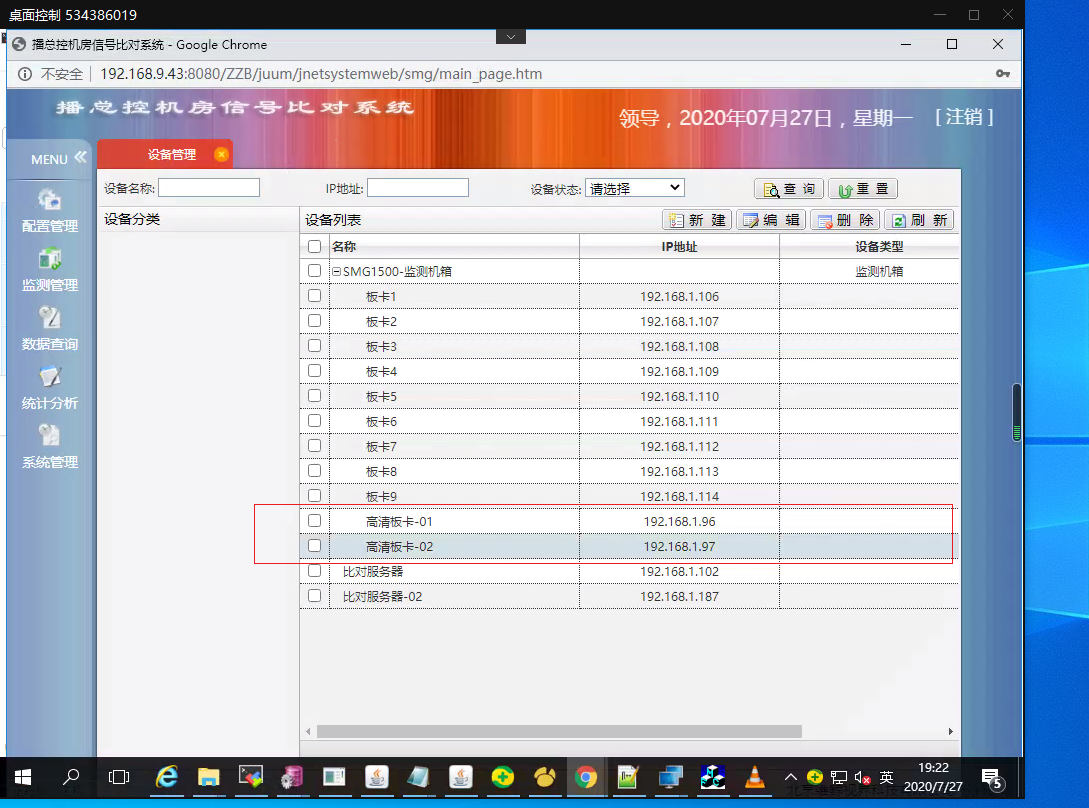 桌面控制 534386019
播总控机房信号比对系统 - Google Chrome
不安全 192.168.9.43:8080/ZZB/juum/jnetsystemweb/smg/main_page.htm
播总控机房信号比对系统
领导，2020年07月27日，星期一 [ 注销 ]
MENU 设备管理
设备名称: IP地址: 设备状态: 请选择 查 询 重 置
设备分类 设备列表 新 建 编 辑 删 除 刷 新
名称 IP地址 设备类型
SMG1500-监测机箱 监测机箱
板卡1 192.168.1.106
板卡2 192.168.1.107
板卡3 192.168.1.108
板卡4 192.168.1.109
板卡5 192.168.1.110
板卡6 192.168.1.111
板卡7 192.168.1.112
板卡8 192.168.1.113
板卡9 192.168.1.114
高清板卡-01 192.168.1.96
高清板卡-02 192.168.1.97
比对服务器 192.168.1.102
比对服务器-02 192.168.1.187
配置管理
监测管理
数据查询
统计分析
系统管理
英
19:22
2020/7/27
5